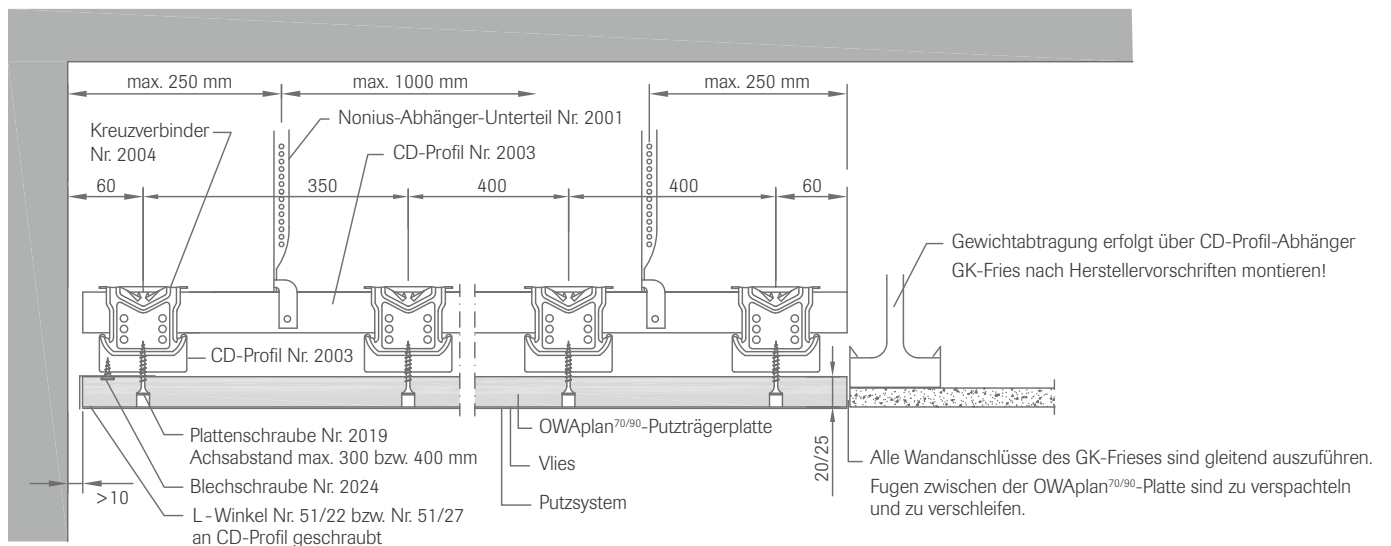 max. 250 mm
max. 1000 mm
max. 250 mm
Kreuzverbinder
Nr. 2004
Nonius-Abhänger-Unterteil Nr. 2001
CD-Profil Nr. 2003
60
350
400
400
60
Gewichtabtragung erfolgt über CD-Profil-Abhänger
GK-Fries nach Herstellervorschriften montieren!
CD-Profil Nr. 2003
Plattenschraube Nr. 2019
Achsabstand max. 300 bzw. 400 mm
Blechschraube Nr. 2024
L-Winkel Nr. 51/22 bzw. Nr. 51/27
an CD-Profil geschraubt
>10
OWAplan70/90-Putzträgerplatte
Vlies
Putzsystem
20/25
Alle Wandanschlüsse des GK-Frieses sind gleitend auszuführen.
Fugen zwischen der OWAplan70/90-Platte sind zu verspachteln
und zu verschleifen.